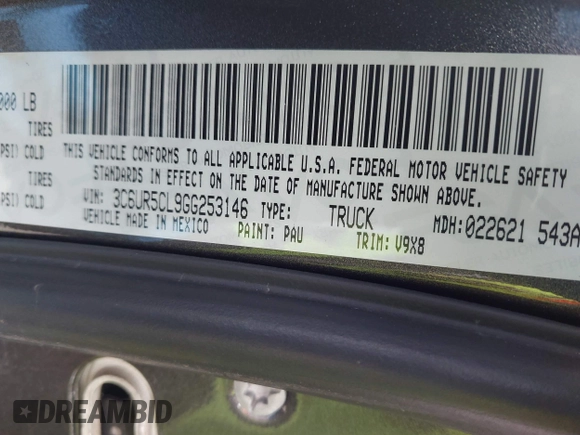 000 LB
TIRES
PSI) COLD
TIRES
PSI) COLD
THIS VEHICLE CONFORMS TO ALL APPLICABLE U.S.A. FEDERAL MOTOR VEHICLE SAFETY
STANDARDS IN EFFECT ON THE DATE OF MANUFACTURE SHOWN ABOVE.
VIN: 3C6UR5CL9GG253146 TYPE: TRUCK MDH:022621 543A
VEHICLE MADE IN MEXICO PAINT: PAU TRIM: V9X8
DREAMBID